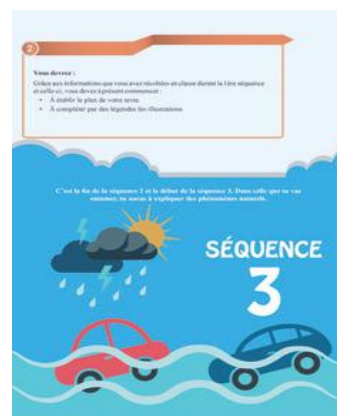 2
Vous devrez :
Grâce aux informations que vous avez récoltées en classe durant la 1ère séquence
et celle-ci, vous devez à présent commencer :
• À établir le plan de votre texte.
• À compléter par des légendes les illustrations
C'est la fin de la séquence 2 et le début de la séquence 3. Dans celle que tu vas
entamer, tu auras à expliquer des phénomènes naturels.
SÉQUENCE
3